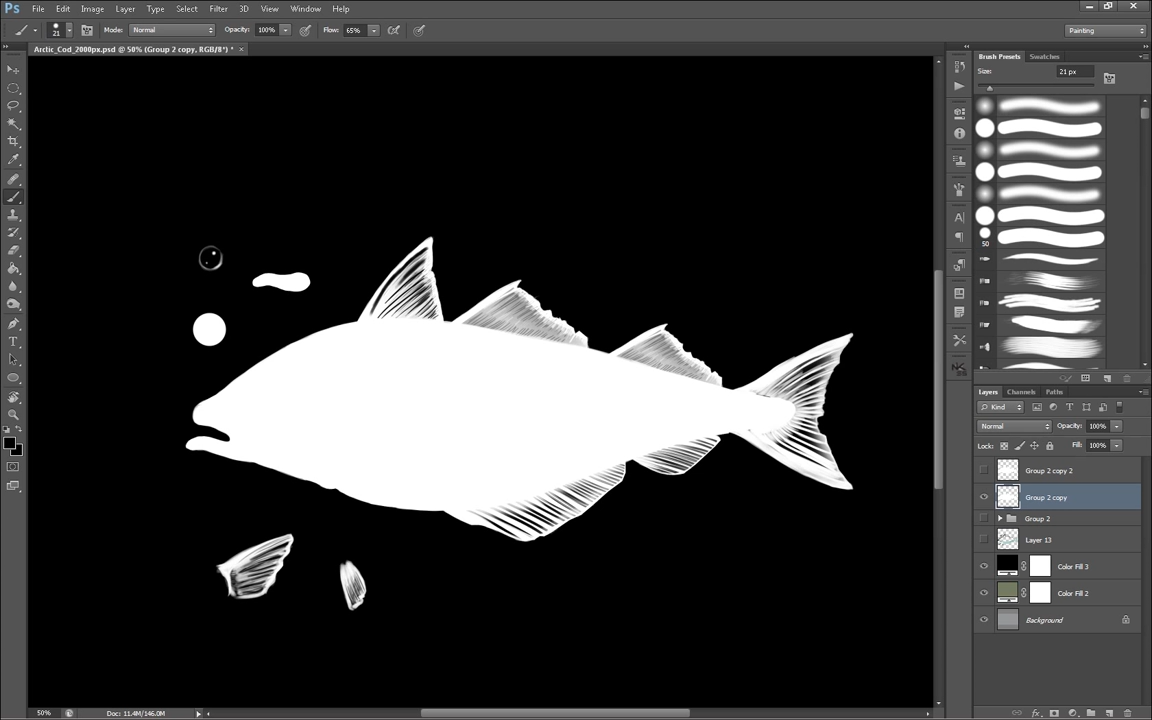 Ps File Edit Image Layer Type Select Filter 3D View Window Help
21 Mode: Normal Opacity: 100% Flow: 65% Painting
Arctic_Cod_2000px.psd @ 50% (Group 2 copy, RGB/8*) * ×
Brush Presets Swatches
Size: 21 px
50
Layers Channels Paths
Kind
Normal Opacity: 100%
Lock: Fill: 100%
Group 2 copy 2
Group 2 copy
Group 2
Layer 13
Color Fill 3
Color Fill 2
Background
50% Doc: 11.4M/146.0M